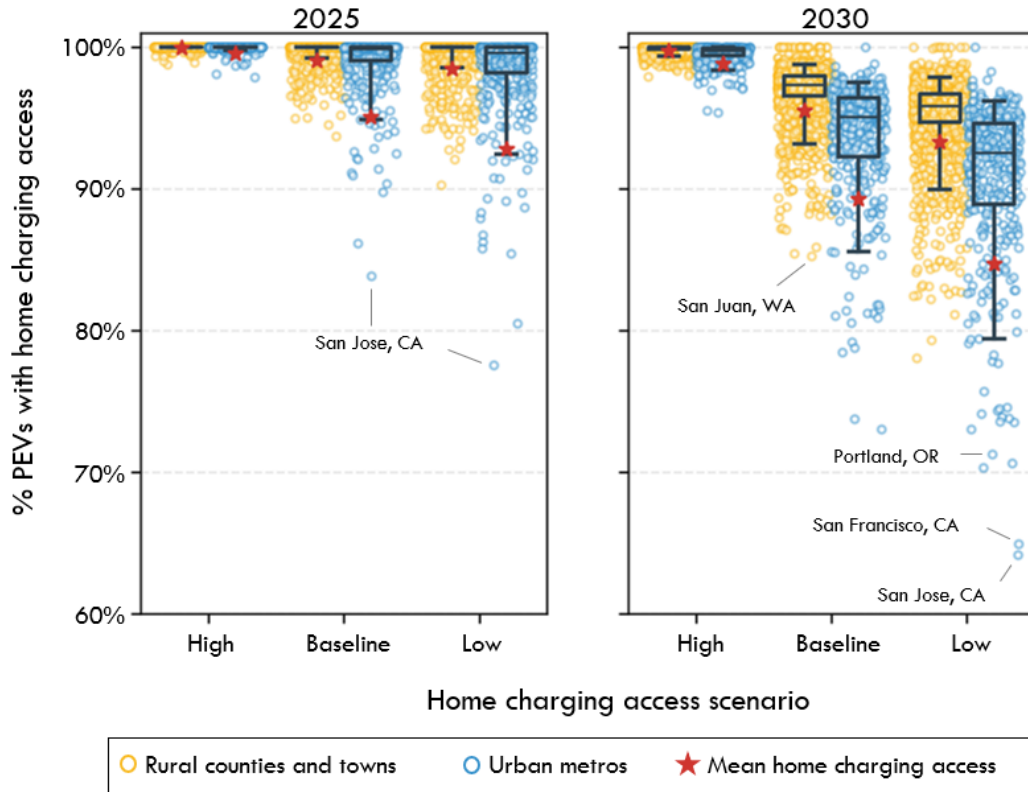 2025
2030
% PEVs with home charging access
100%
90%
80%
70%
60%
San Jose, CA
San Juan, WA
Portland, OR
San Francisco, CA
San Jose, CA
High
Baseline
Low
High
Baseline
Low
Home charging access scenario
Rural counties and towns
Urban metros
Mean home charging access